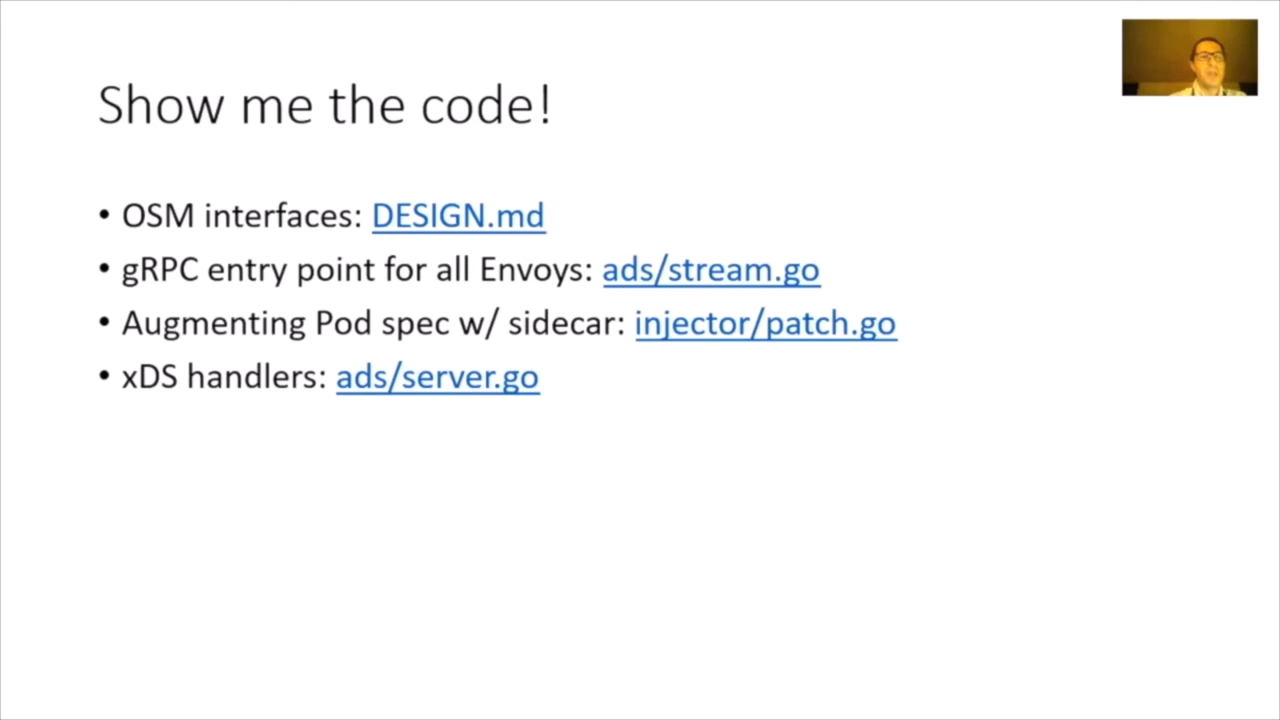 Show me the code!
• OSM interfaces: DESIGN.md
• gRPC entry point for all Envoys: ads/stream.go
• Augmenting Pod spec w/ sidecar: injector/patch.go
• xDS handlers: ads/server.go